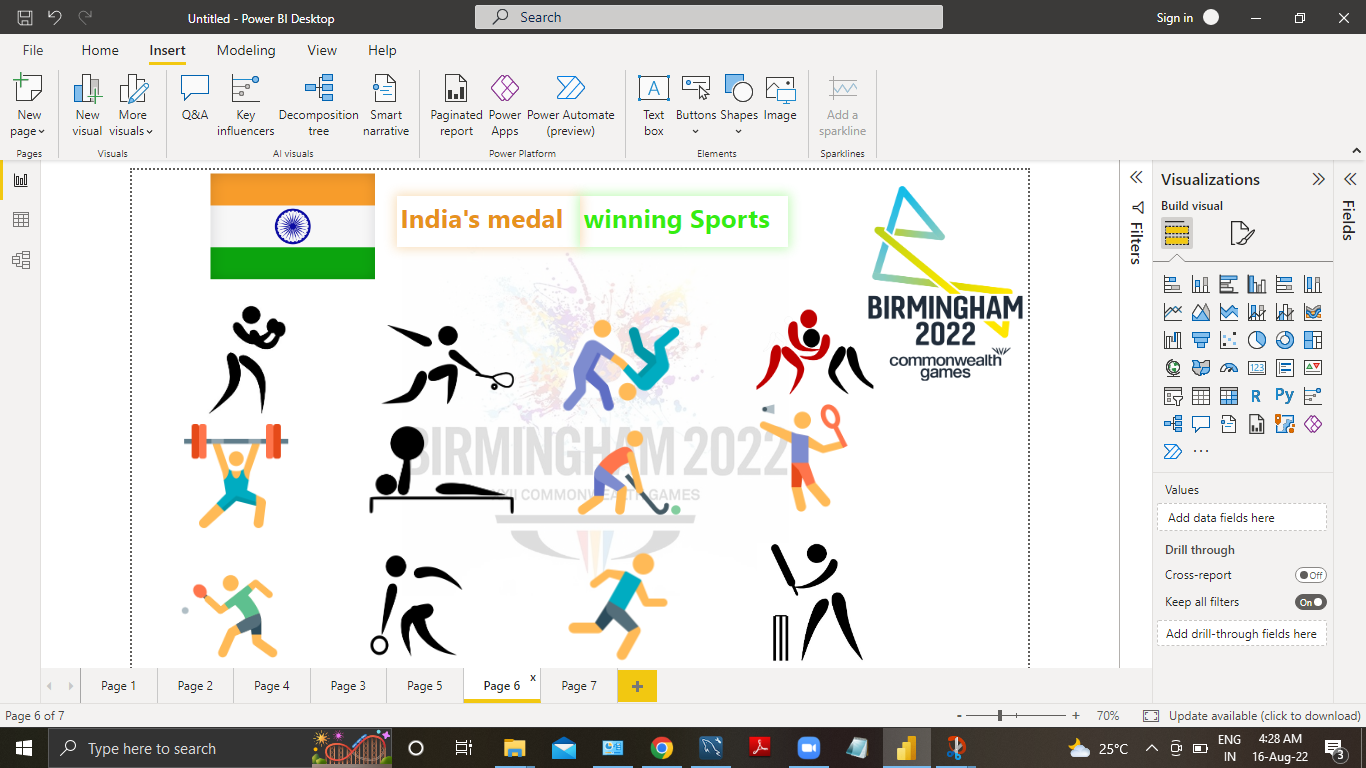 Untitled - Power BI Desktop
Search
Sign in
File Home Insert Modeling View Help
New page
New visual
More visuals
Q&A
Key influencers
Decomposition tree
Smart narrative
Paginated report
Power Apps
Power Automate (preview)
Text box
Buttons
Shapes
Image
Add a sparkline
Pages
Visuals
AI visuals
Power Platform
Elements
Sparklines
India's medal winning Sports
BIRMINGHAM
2022
commonwealth
games
BIRMINGHAM 2022
XXII COMMONWEALTH GAMES
Filters
Visualizations
Build visual
123
R
Py
Values
Add data fields here
Drill through
Cross-report
Off
Keep all filters
On
Add drill-through fields here
Fields
Page 1 Page 2 Page 4 Page 3 Page 5 Page 6 x Page 7 +
Page 6 of 7
- + 70%
Update available (click to download)
Type here to search
25°C
ENG
IN
4:28 AM
16-Aug-22
3